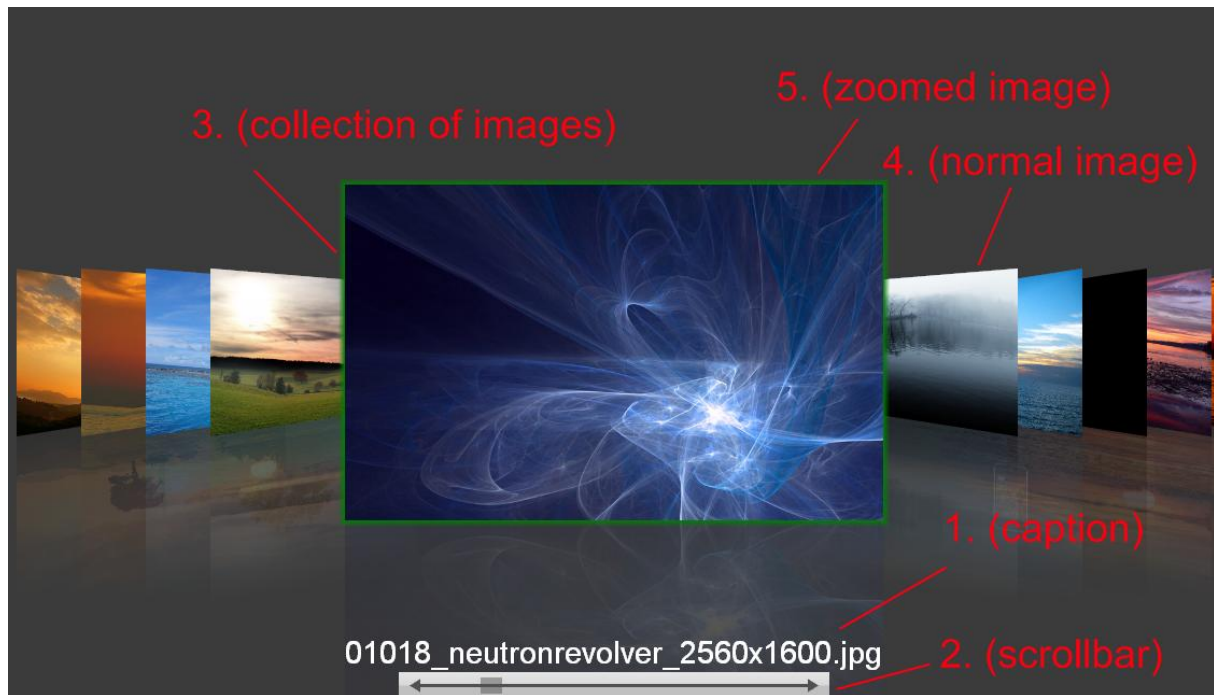 5. (zoomed image)
3. (collection of images)
4. (normal image)
1. (caption)
01018_neutronrevolver_2560x1600.jpg
2. (scrollbar)